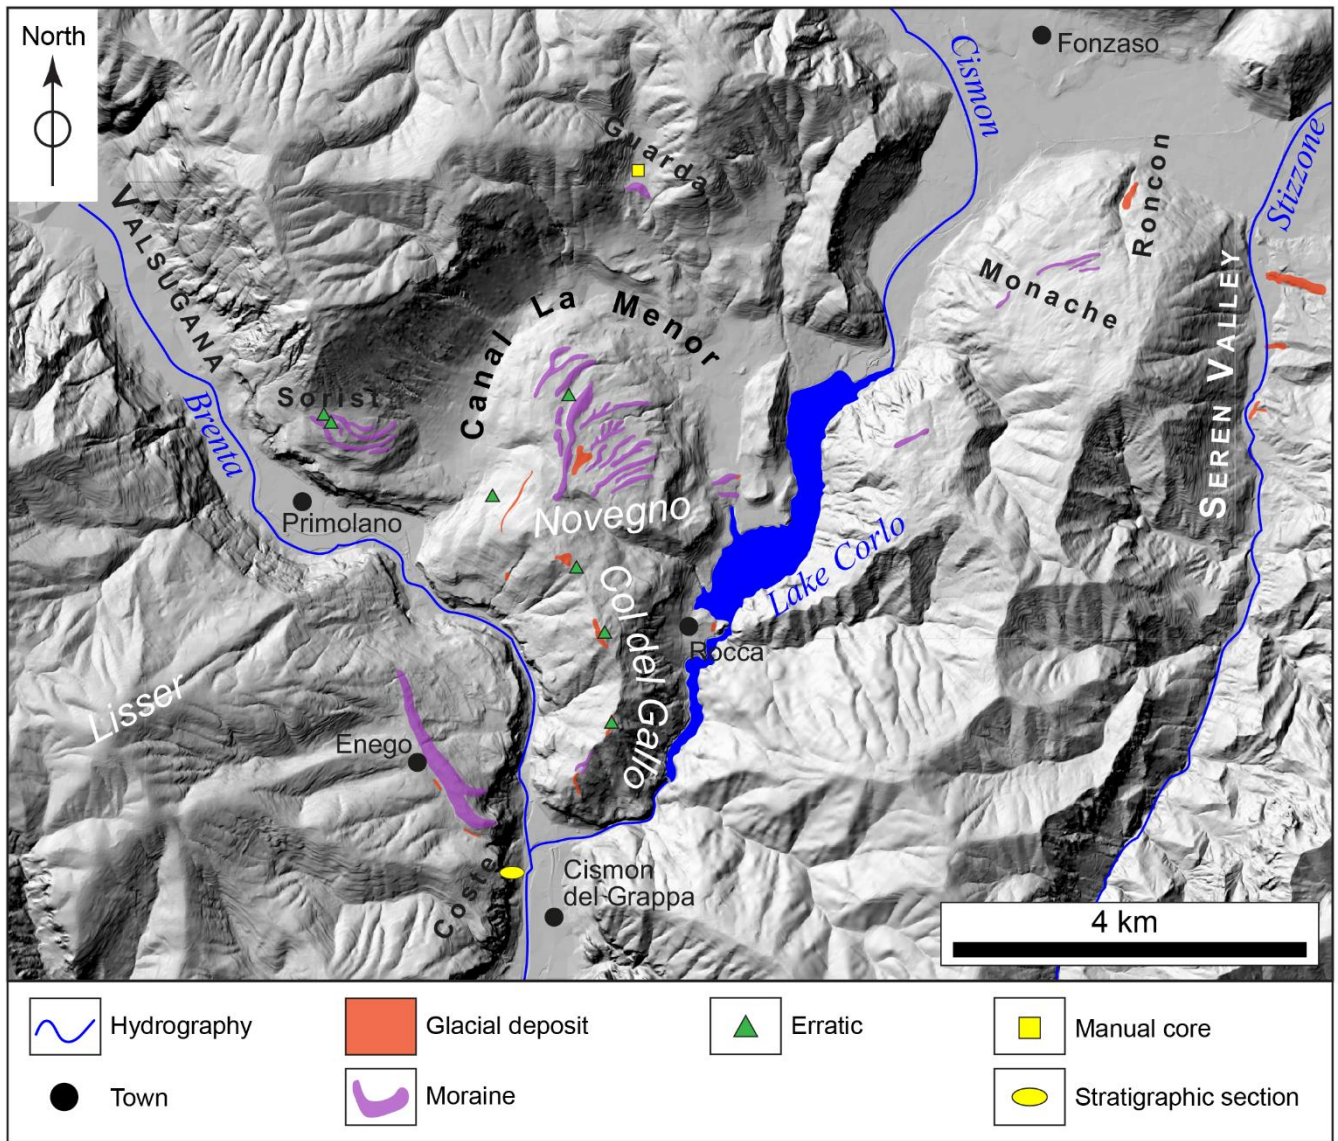 North
Fonzaso
Cismon
Guarda
Roncon
Stizzone
VALSUGANA
Monache
Canal La Menor
SEREN VALLEY
Brenta
Primolano
Novegno
Lake Corlo
Col del Gallo
Rocca
Lisser
Enego
Coste
Cismon
del Grappa
4 km
Hydrography
Glacial deposit
Erratic
Manual core
Town
Moraine
Stratigraphic section